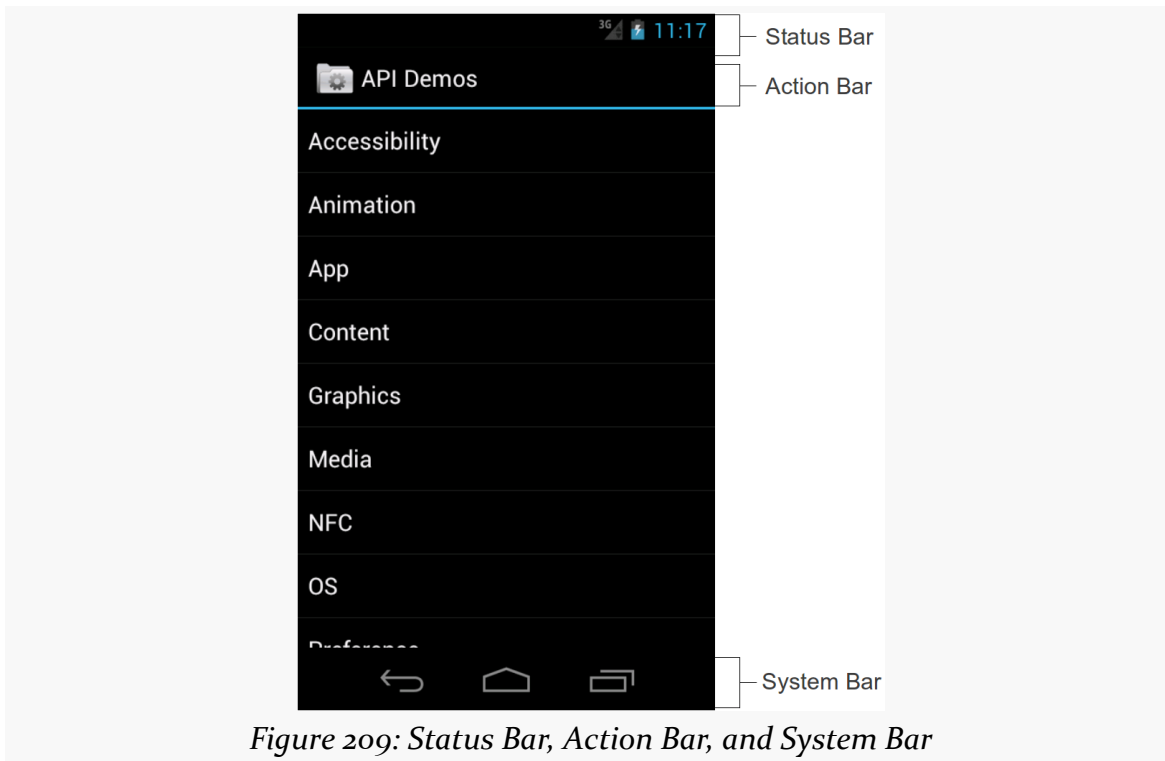 3G 11:17
Status Bar
API Demos
Action Bar
Accessibility
Animation
App
Content
Graphics
Media
NFC
OS
Preference
System Bar
Figure 209: Status Bar, Action Bar, and System Bar